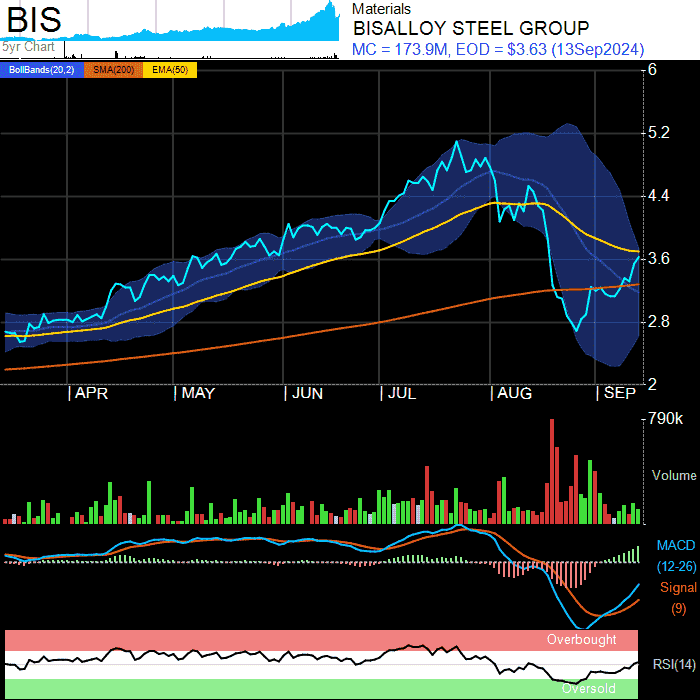 BIS
5yr Chart
Materials
BISALLOY STEEL GROUP
MC = 173.9M, EOD = $3.63 (13Sep2024)
BollBands(20,2) SMA(200) EMA(50)
6
5.2
4.4
3.6
2.8
2
| APR | MAY | JUN | JUL | AUG | SEP
790k
Volume
MACD
(12-26)
Signal
(9)
Overbought
RSI(14)
Oversold